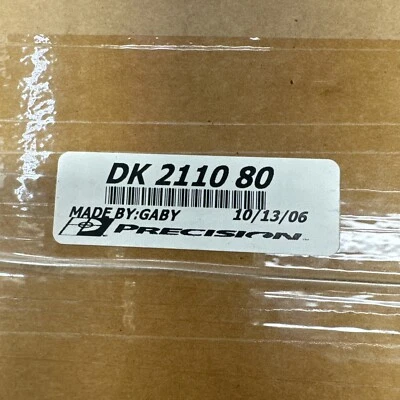 DK 2110 80
MADE BY:GABY 10/13/06
PRECISION